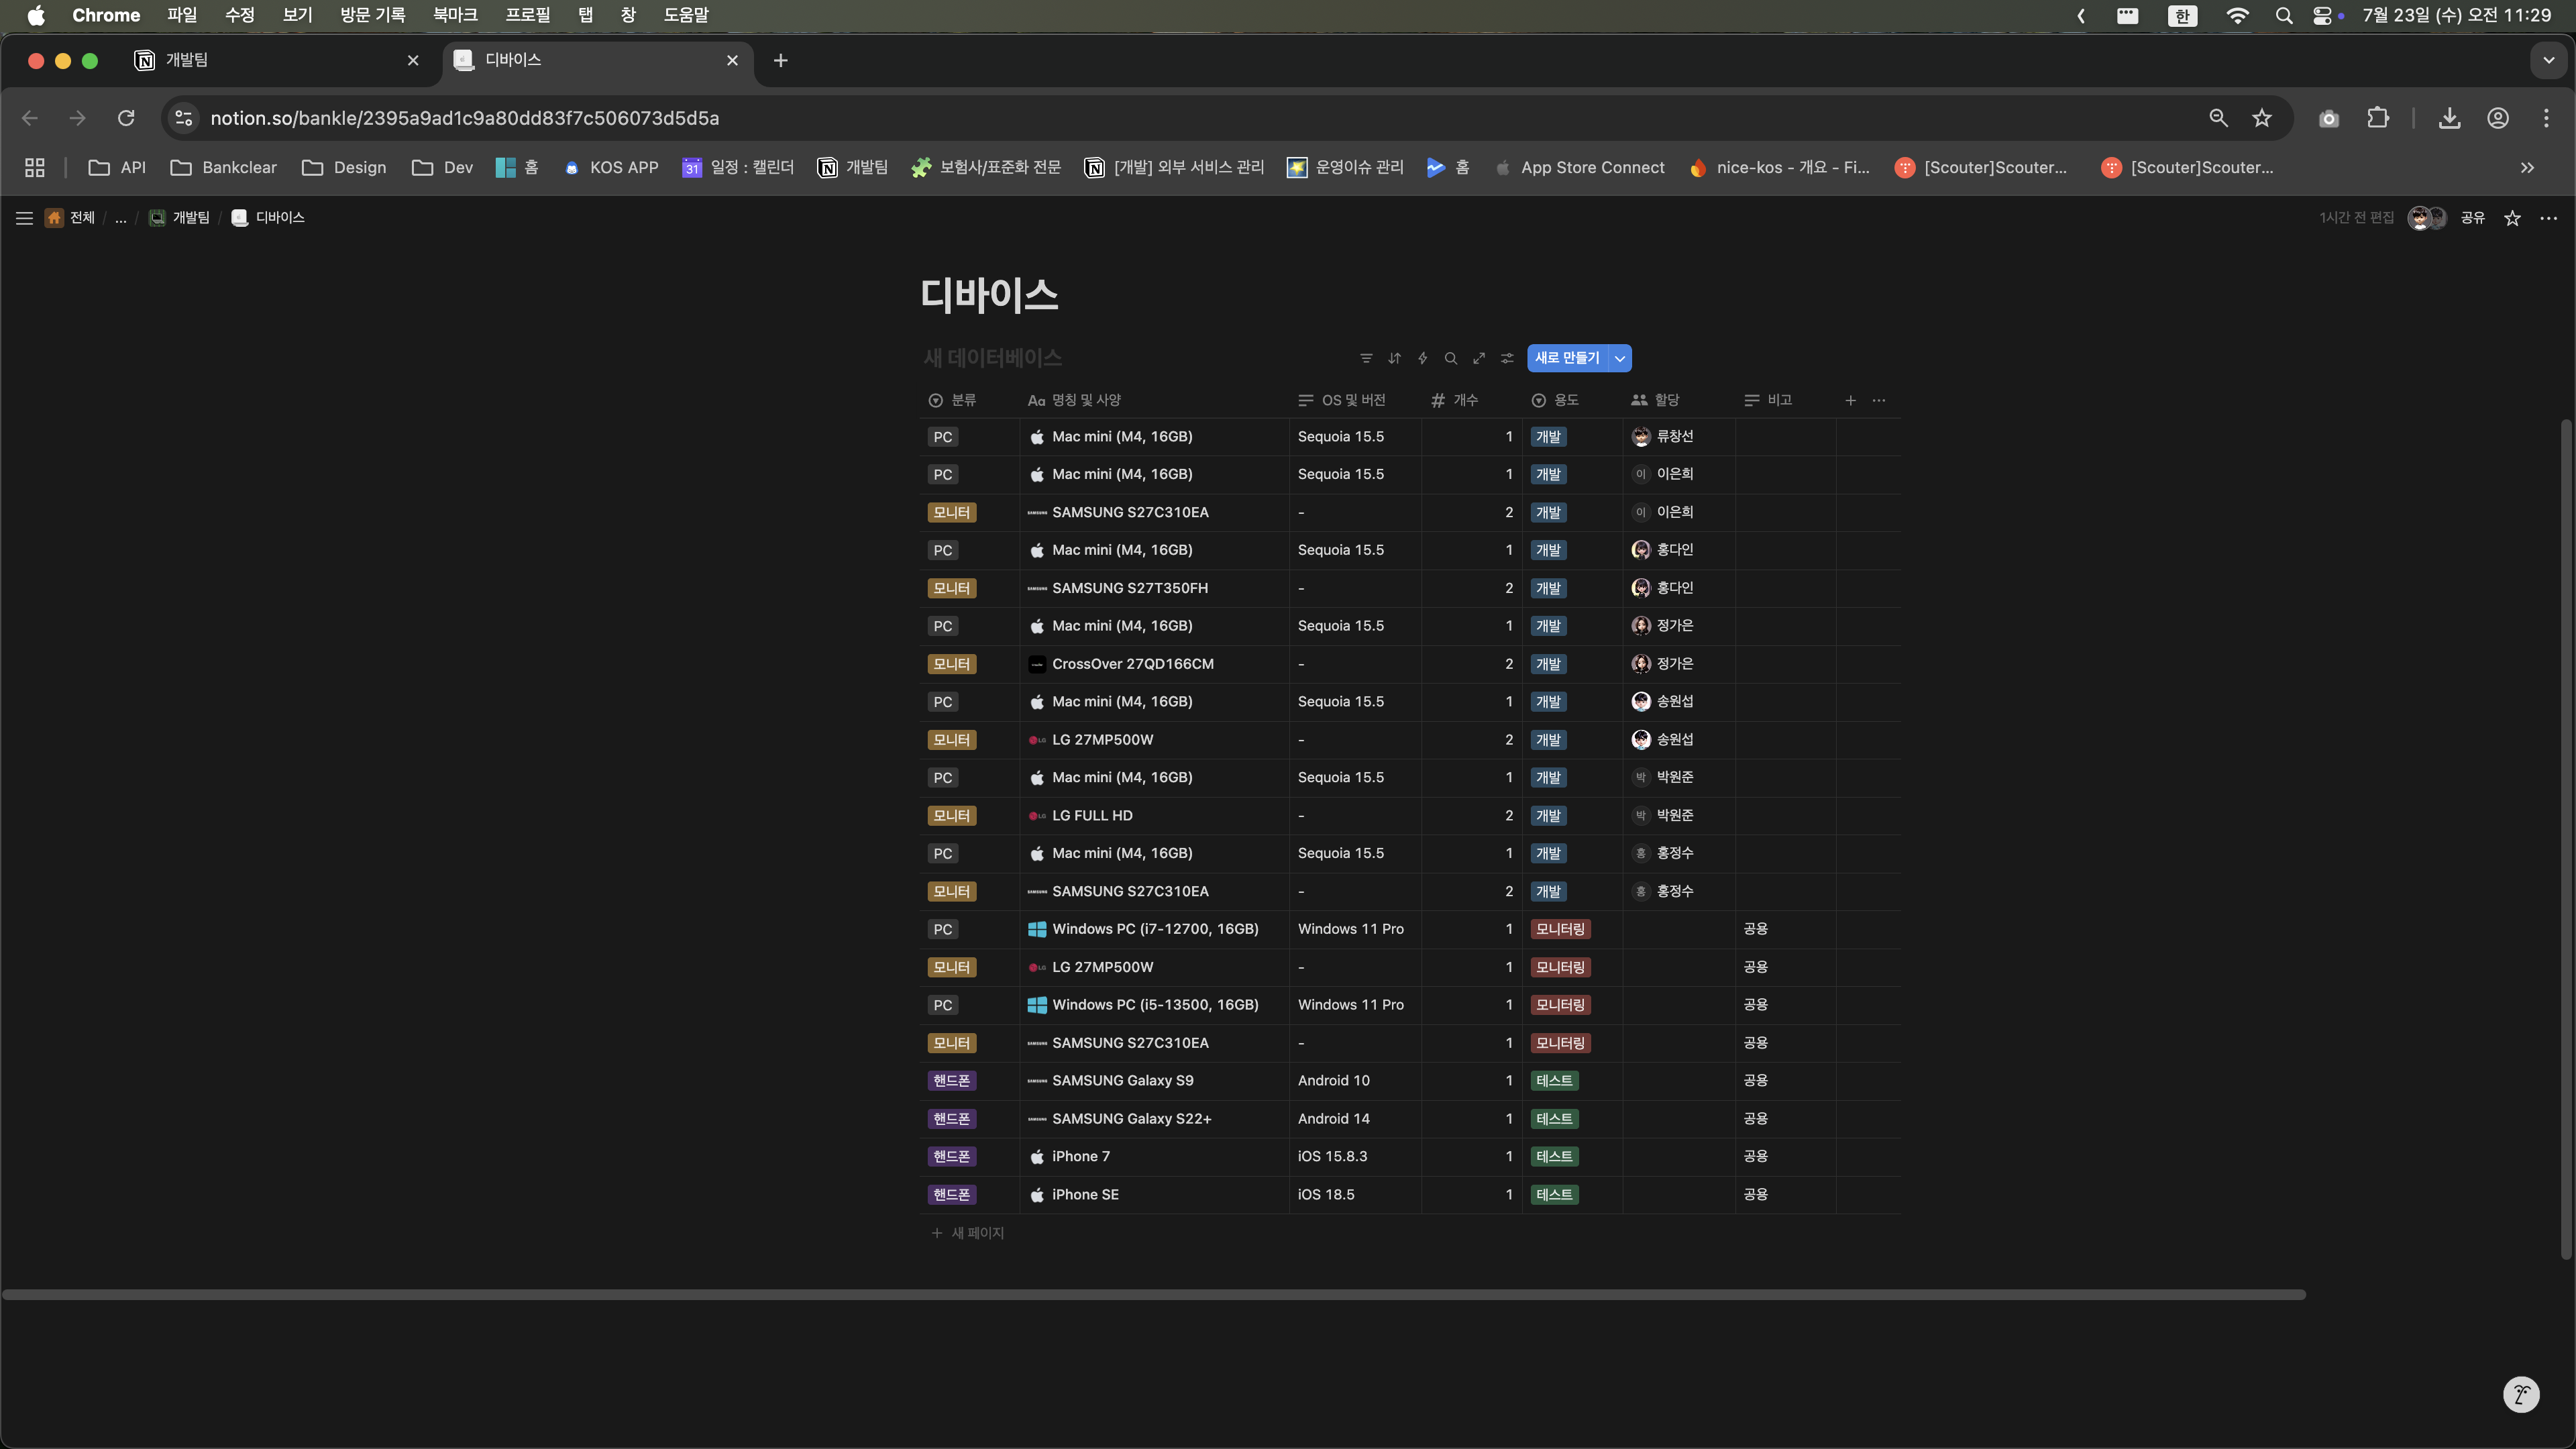 Chrome 파일 수정 보기 방문 기록 북마크 프로필 탭 창 도움말 한 7월 23일 (수) 오전 11:29
개발팀 디바이스
notion.so/bankle/2395a9ad1c9a80dd83f7c506073d5d5a
API Bankclear Design Dev 홈 KOS APP 31 일정 : 캘린더 개발팀 보험사/표준화 전문 [개발] 외부 서비스 관리 운영이슈 관리 홈 App Store Connect nice-kos - 개요 - Fi... [Scouter]Scouter... [Scouter]Scouter...
전체 / ... / 개발팀 / 디바이스 1시간 전 편집 공유
디바이스
새 데이터베이스 새로 만들기
분류 Aa 명칭 및 사양 OS 및 버전 # 개수 용도 할당 비고
PC Mac mini (M4, 16GB) Sequoia 15.5 1 개발 류창선
PC Mac mini (M4, 16GB) Sequoia 15.5 1 개발 이 이은희
모니터 SAMSUNG SAMSUNG S27C310EA - 2 개발 이 이은희
PC Mac mini (M4, 16GB) Sequoia 15.5 1 개발 홍다인
모니터 SAMSUNG SAMSUNG S27T350FH - 2 개발 홍다인
PC Mac mini (M4, 16GB) Sequoia 15.5 1 개발 정가은
모니터 CrossOver 27QD166CM - 2 개발 정가은
PC Mac mini (M4, 16GB) Sequoia 15.5 1 개발 송원섭
모니터 LG LG 27MP500W - 2 개발 송원섭
PC Mac mini (M4, 16GB) Sequoia 15.5 1 개발 박 박원준
모니터 LG LG FULL HD - 2 개발 박 박원준
PC Mac mini (M4, 16GB) Sequoia 15.5 1 개발 홍 홍정수
모니터 SAMSUNG SAMSUNG S27C310EA - 2 개발 홍 홍정수
PC Windows PC (i7-12700, 16GB) Windows 11 Pro 1 모니터링 공용
모니터 LG LG 27MP500W - 1 모니터링 공용
PC Windows PC (i5-13500, 16GB) Windows 11 Pro 1 모니터링 공용
모니터 SAMSUNG SAMSUNG S27C310EA - 1 모니터링 공용
핸드폰 SAMSUNG SAMSUNG Galaxy S9 Android 10 1 테스트 공용
핸드폰 SAMSUNG SAMSUNG Galaxy S22+ Android 14 1 테스트 공용
핸드폰 iPhone 7 iOS 15.8.3 1 테스트 공용
핸드폰 iPhone SE iOS 18.5 1 테스트 공용
+ 새 페이지